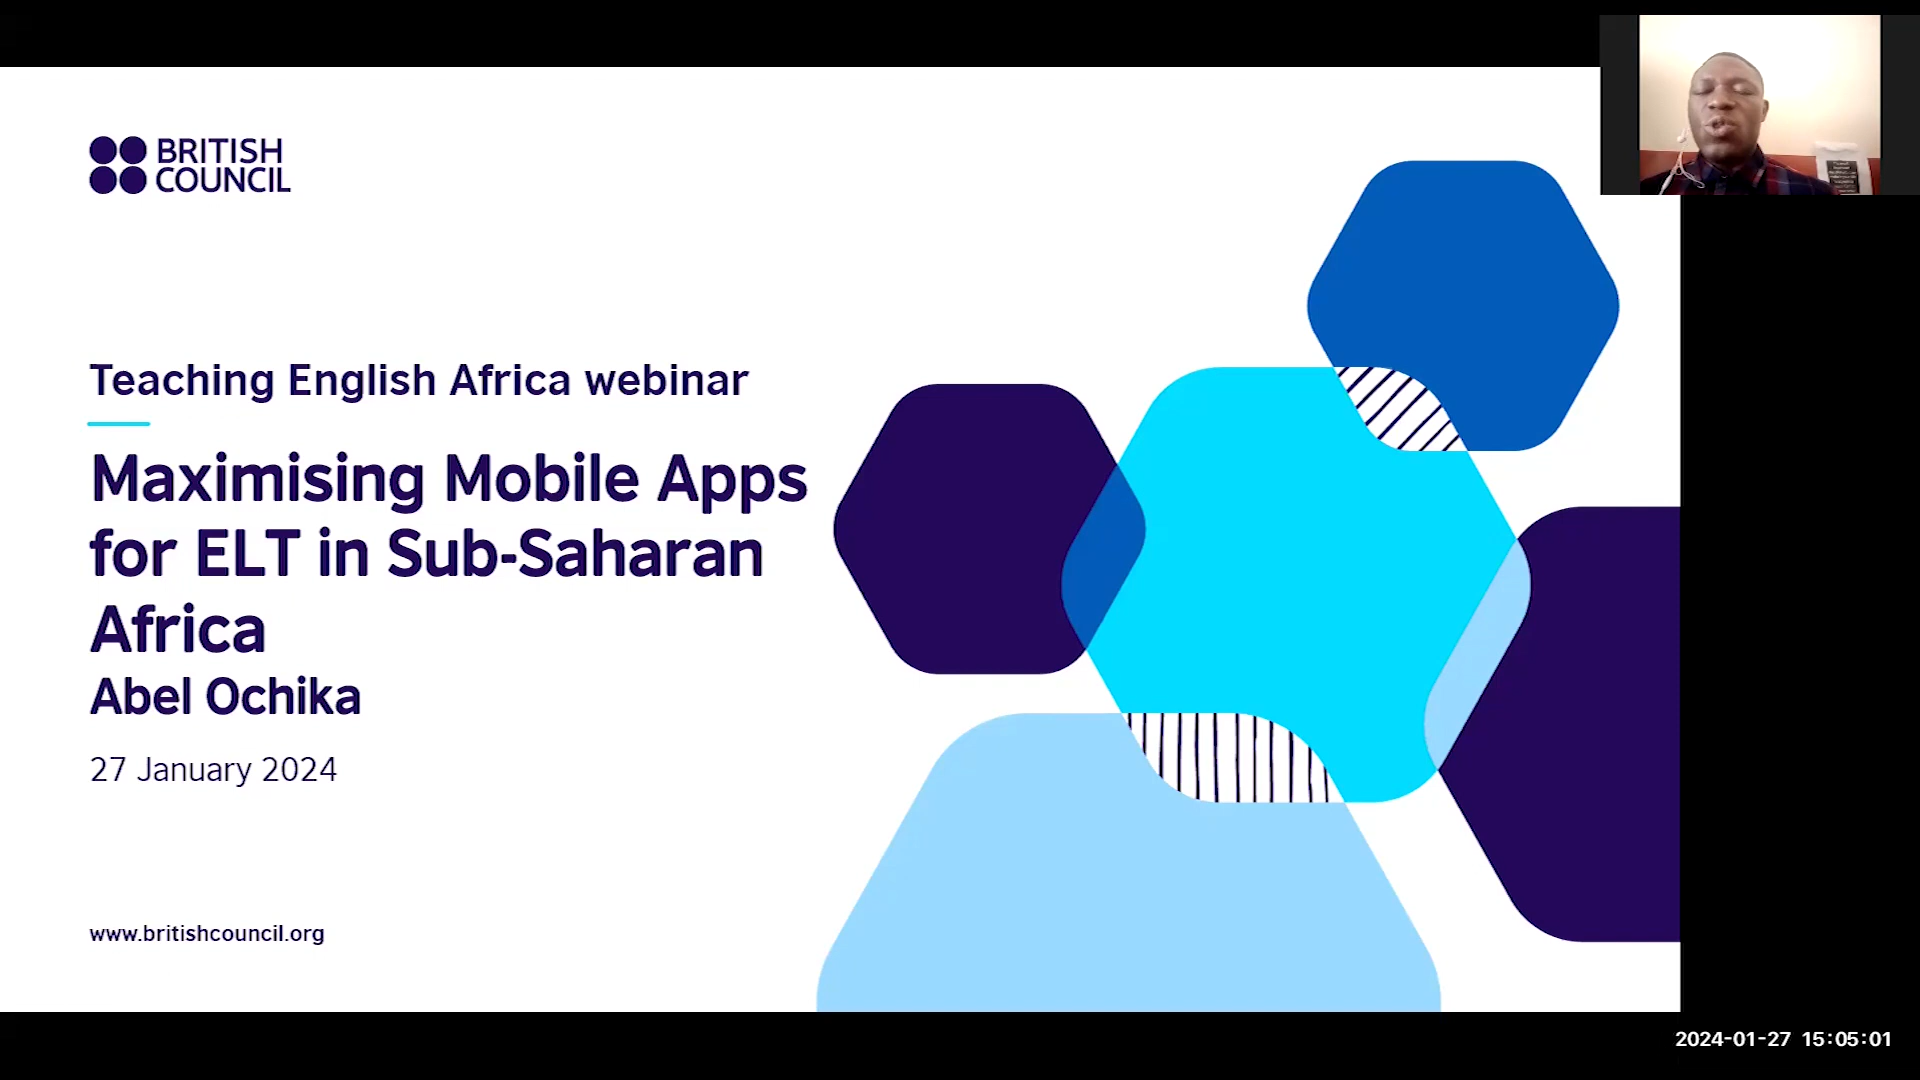 BRITISH
COUNCIL
Teaching English Africa webinar
Maximising Mobile Apps
for ELT in Sub-Saharan
Africa
Abel Ochika
27 January 2024
www.britishcouncil.org
2024-01-27 15:05:01